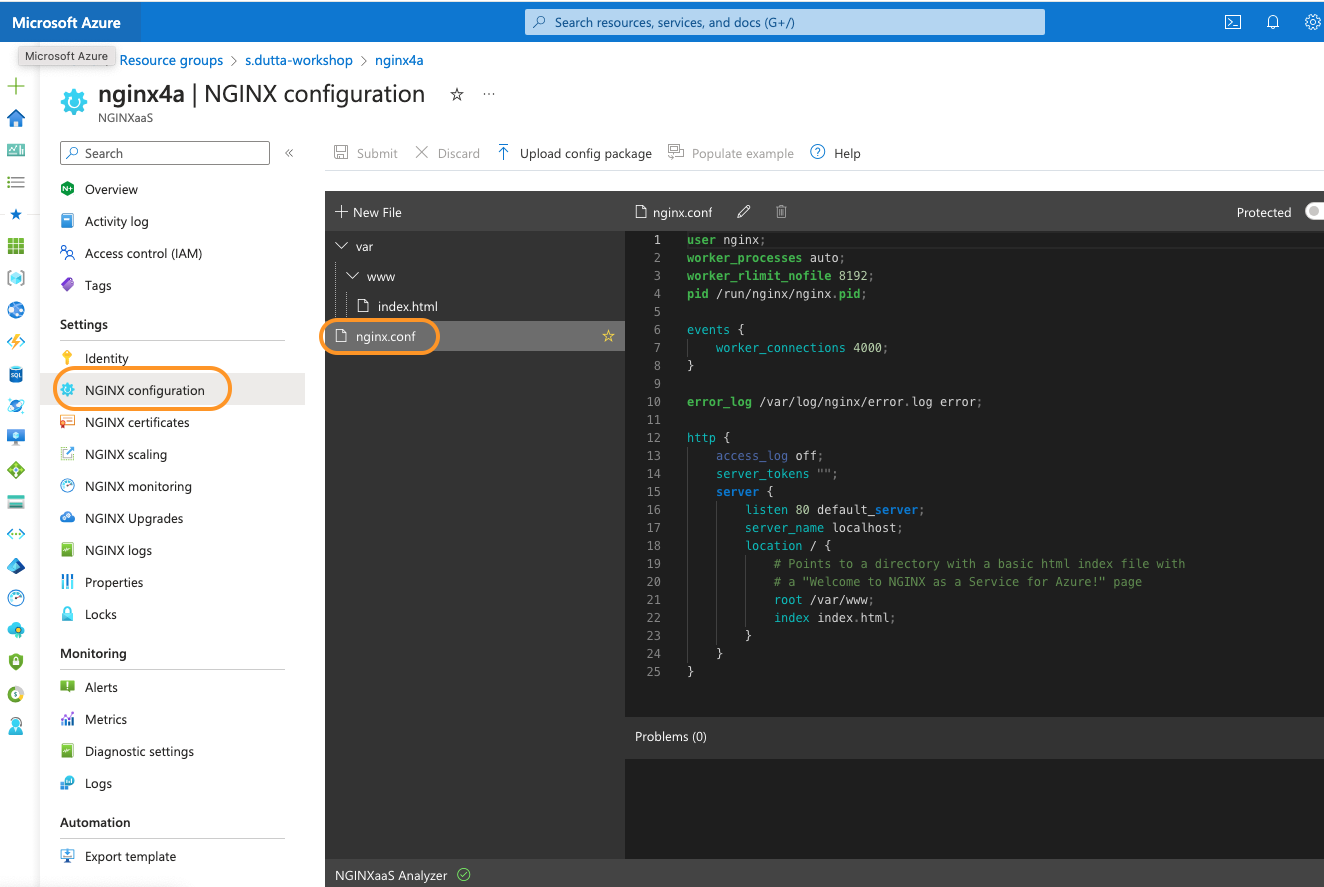 Microsoft Azure
Search resources, services, and docs (G+/)
Microsoft Azure
Resource groups > s.dutta-workshop > nginx4a
nginx4a | NGINX configuration
NGINXaaS
Search
Submit
Discard
Upload config package
Populate example
Help
Overview
Activity log
Access control (IAM)
Tags
Settings
Identity
NGINX configuration
NGINX certificates
NGINX scaling
NGINX monitoring
NGINX Upgrades
NGINX logs
Properties
Locks
Monitoring
Alerts
Metrics
Diagnostic settings
Logs
Automation
Export template
New File
var
www
index.html
nginx.conf
nginx.conf
Protected
1 user nginx;
2 worker_processes auto;
3 worker_rlimit_nofile 8192;
4 pid /run/nginx/nginx.pid;
5
6 events {
7 worker_connections 4000;
8 }
9
10 error_log /var/log/nginx/error.log error;
11
12 http {
13 access_log off;
14 server_tokens "";
15 server {
16 listen 80 default_server;
17 server_name localhost;
18 location / {
19 # Points to a directory with a basic html index file with
20 # a "Welcome to NGINX as a Service for Azure!" page
21 root /var/www;
22 index index.html;
23 }
24 }
25 }
Problems (0)
NGINXaaS Analyzer